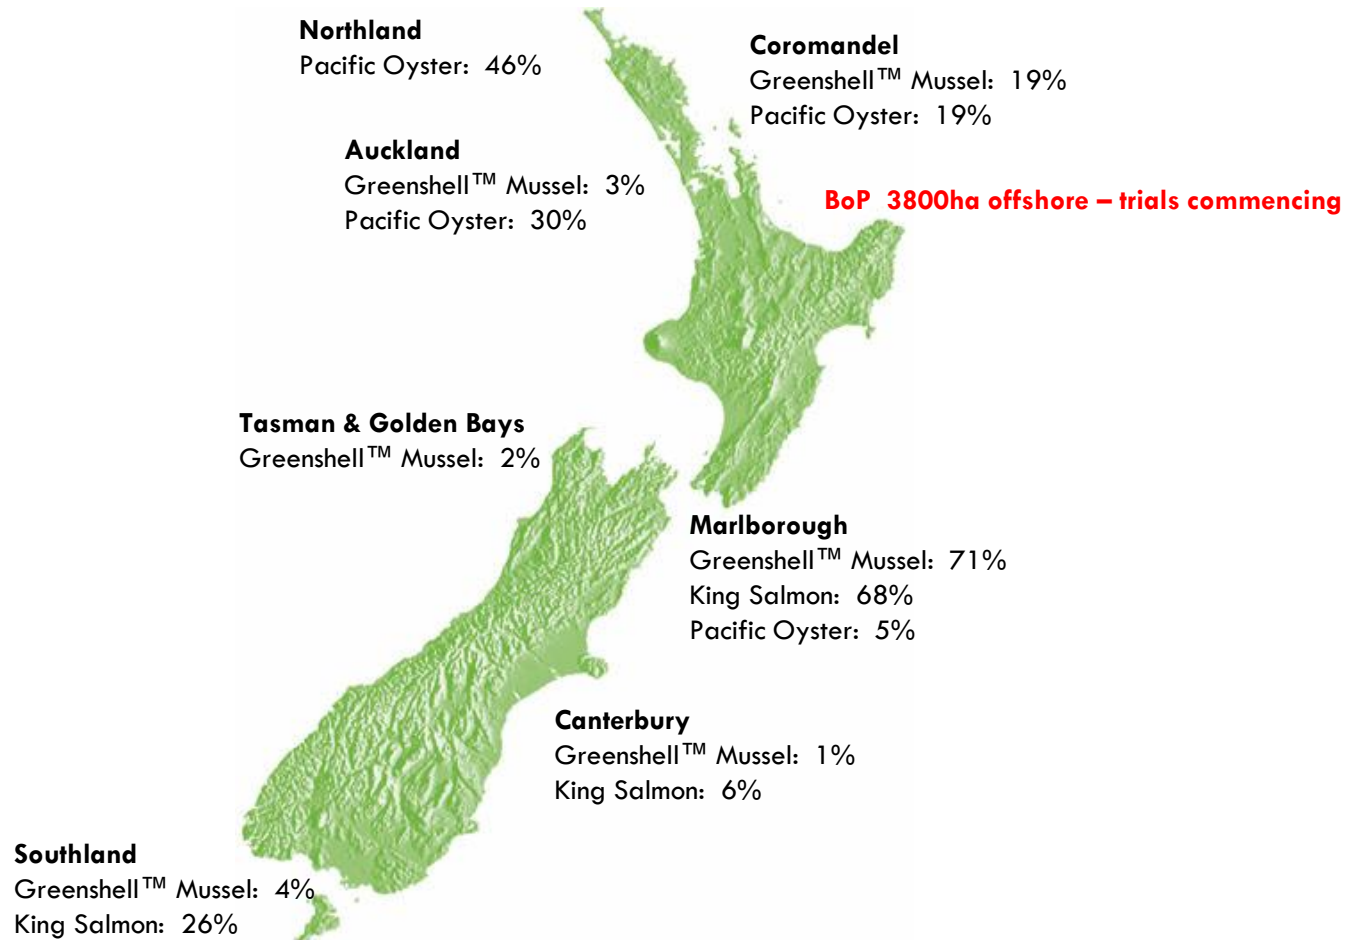 Northland
Pacific Oyster: 46%
Coromandel
Greenshell™ Mussel: 19%
Pacific Oyster: 19%
Auckland
Greenshell™ Mussel: 3%
Pacific Oyster: 30%
BoP 3800ha offshore – trials commencing
Tasman & Golden Bays
Greenshell™ Mussel: 2%
Marlborough
Greenshell™ Mussel: 71%
King Salmon: 68%
Pacific Oyster: 5%
Canterbury
Greenshell™ Mussel: 1%
King Salmon: 6%
Southland
Greenshell™ Mussel: 4%
King Salmon: 26%